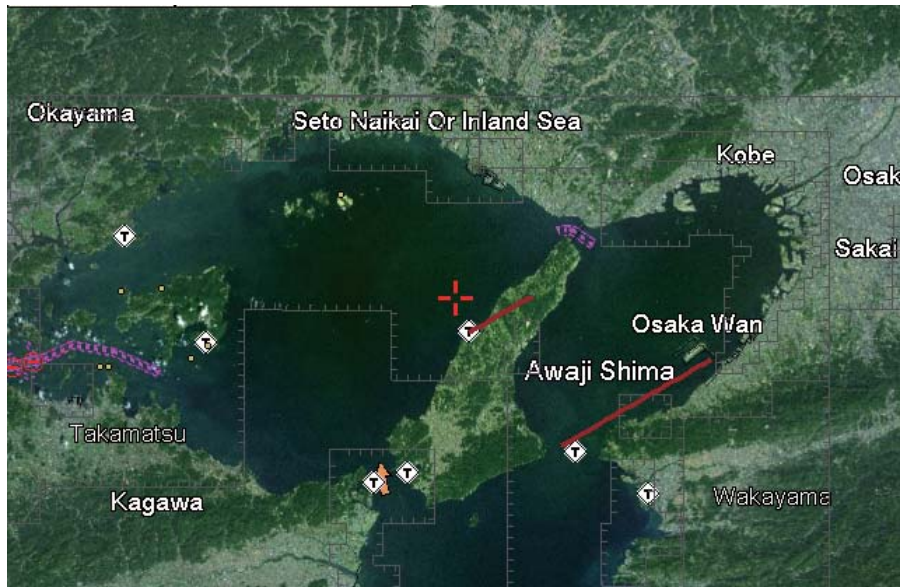 Okayama
Seto Naikai Or Inland Sea
Kobe
Osak
Sakai
Osaka Wan
Awaji Shima
Takamatsu
Kagawa
Wakayama
T
T
T
T
T
T